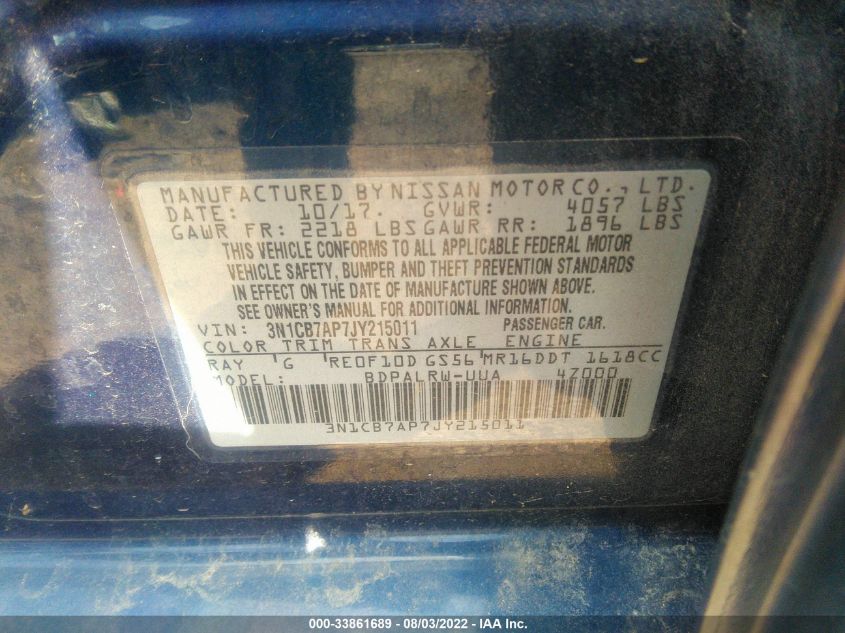 MANUFACTURED BY NISSAN MOTOR CO., LTD.
DATE: 10/17. GVWR: 4057 LBS
GAWR FR: 2218 LBS GAWR RR: 1896 LBS
THIS VEHICLE CONFORMS TO ALL APPLICABLE FEDERAL MOTOR
VEHICLE SAFETY, BUMPER AND THEFT PREVENTION STANDARDS
IN EFFECT ON THE DATE OF MANUFACTURE SHOWN ABOVE.
SEE OWNER'S MANUAL FOR ADDITIONAL INFORMATION.
VIN: 3N1CB7AP7JY215011 PASSENGER CAR.
COLOR TRIM TRANS AXLE ENGINE
RAY G RE0F10D GS56 MR16DDT 1618CC
MODEL: BDPALRW-UUA 4Z000
3N1CB7AP7JY215011
000-33861689 - 08/03/2022 - IAA Inc.